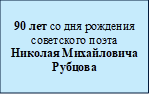 90 лет со дня рождения
советского поэта
Николая Михайловича
Рубцова